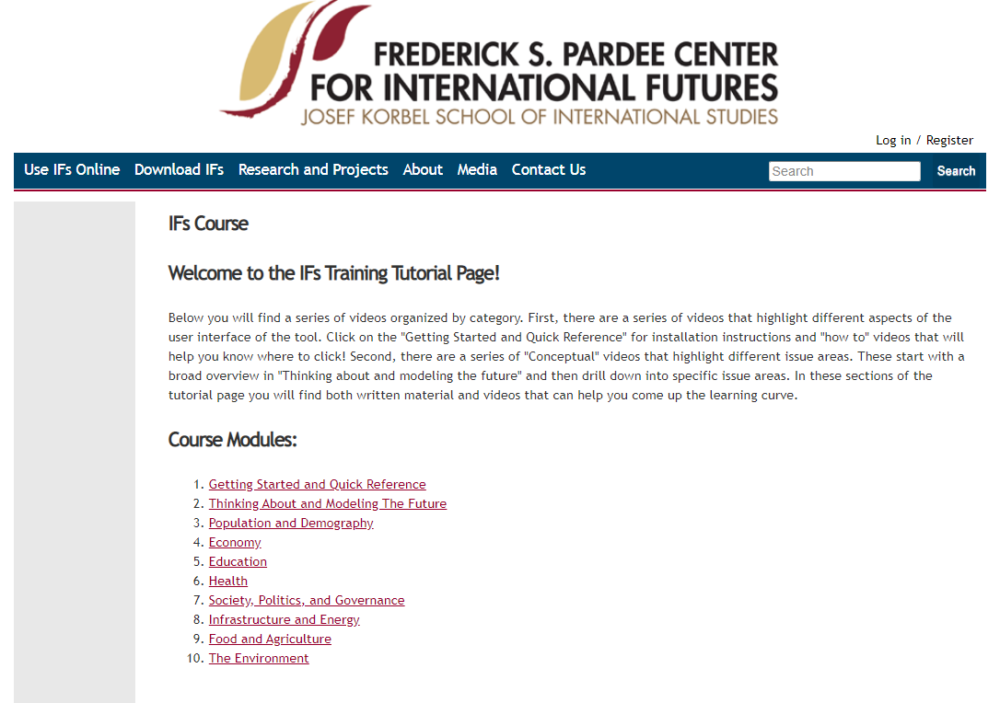 FREDERICK S. PARDEE CENTER
FOR INTERNATIONAL FUTURES
JOSEF KORBEL SCHOOL OF INTERNATIONAL STUDIES
Log in / Register
Use IFs Online Download IFs Research and Projects About Media Contact Us Search Search
IFs Course
Welcome to the IFs Training Tutorial Page!
Below you will find a series of videos organized by category. First, there are a series of videos that highlight different aspects of the
user interface of the tool. Click on the "Getting Started and Quick Reference" for installation instructions and "how to" videos that will
help you know where to click! Second, there are a series of "Conceptual" videos that highlight different issue areas. These start with a
broad overview in "Thinking about and modeling the future" and then drill down into specific issue areas. In these sections of the
tutorial page you will find both written material and videos that can help you come up the learning curve.
Course Modules:
1. Getting Started and Quick Reference
2. Thinking About and Modeling The Future
3. Population and Demography
4. Economy
5. Education
6. Health
7. Society, Politics, and Governance
8. Infrastructure and Energy
9. Food and Agriculture
10. The Environment